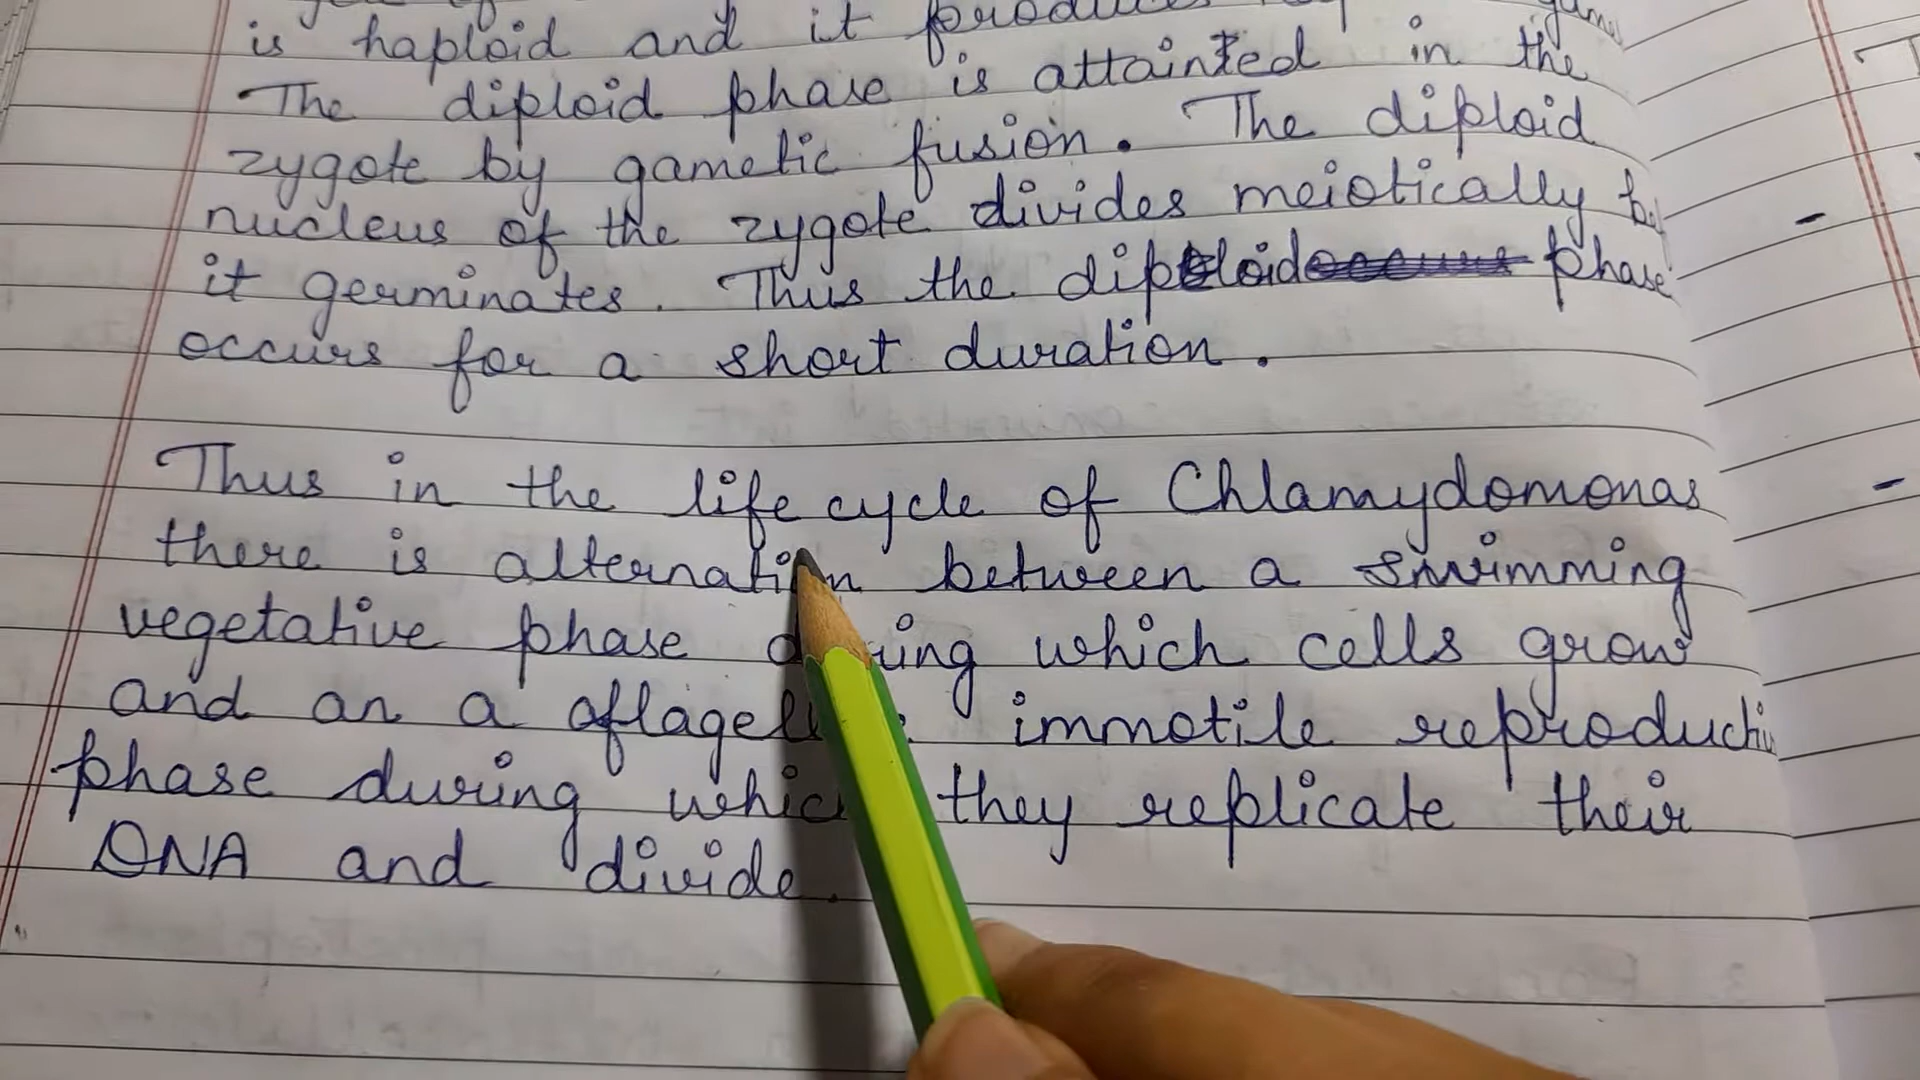 is haploid and it produces
The diploid phase is attainted in the
zygote by gametic fusion. The diploid
nucleus of the zygote divides meiotically
it germinates. Thus the diploid phase
occurs for a short duration.
Thus in the life cycle of Chlamydomonas
there is alternation between a swimming
vegetative phase during which cells grow
and an a immotile reproducti
phase during which they replicate their
DNA and divide.